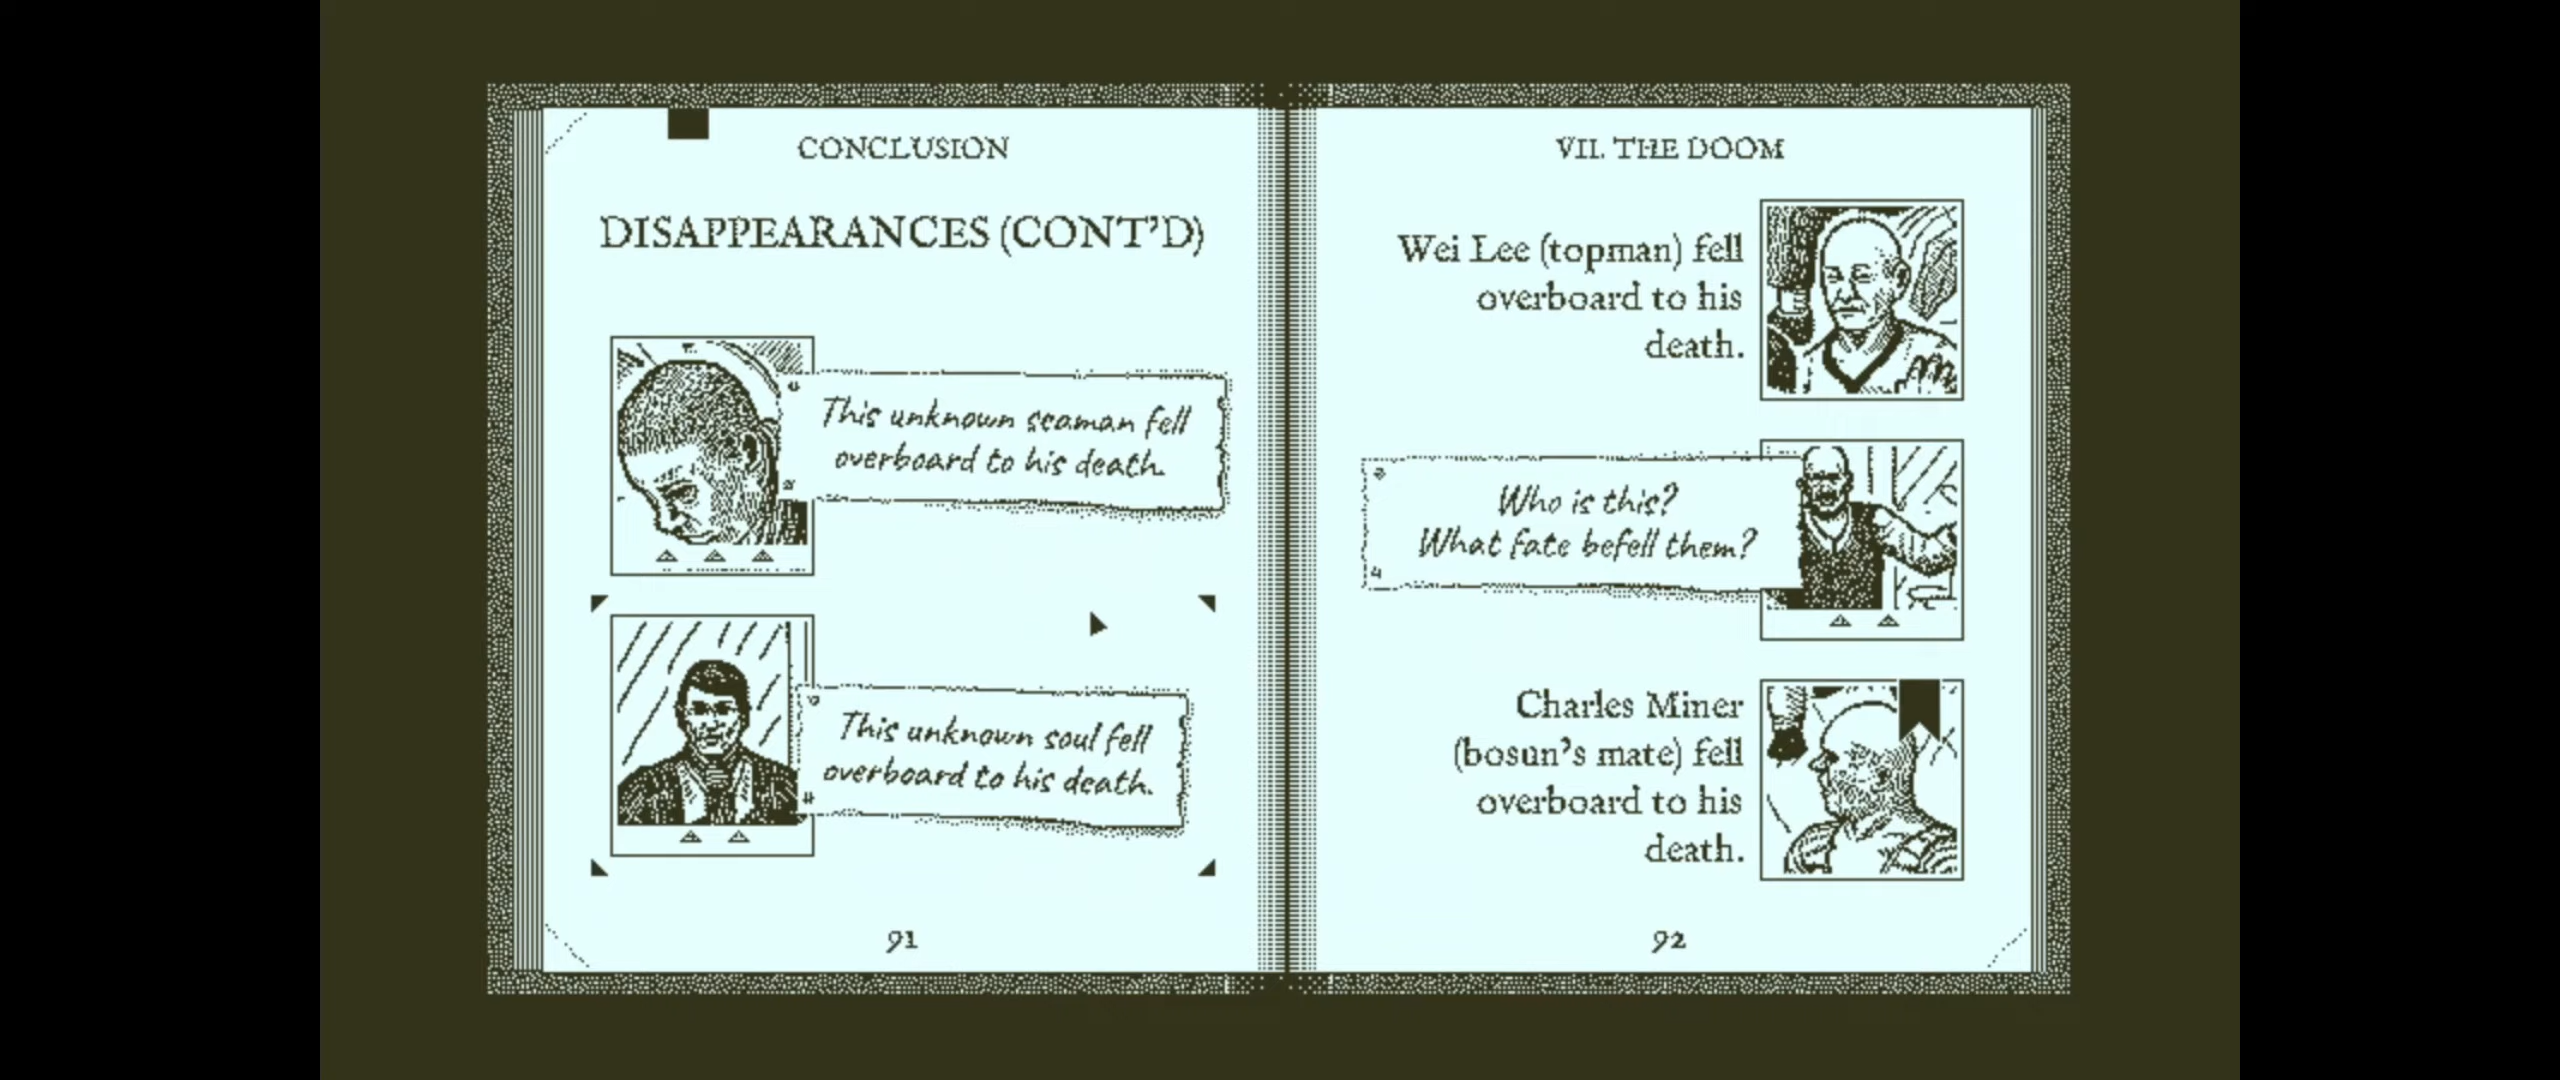 CONCLUSION
DISAPPEARANCES (CONT'D)
This unknown seaman fell
overboard to his death.
This unknown soul fell
overboard to his death.
91
VII. THE DOOM
Wei Lee (topman) fell
overboard to his
death.
Who is this?
What fate befell them?
Charles Miner
(bosun's mate) fell
overboard to his
death.
92